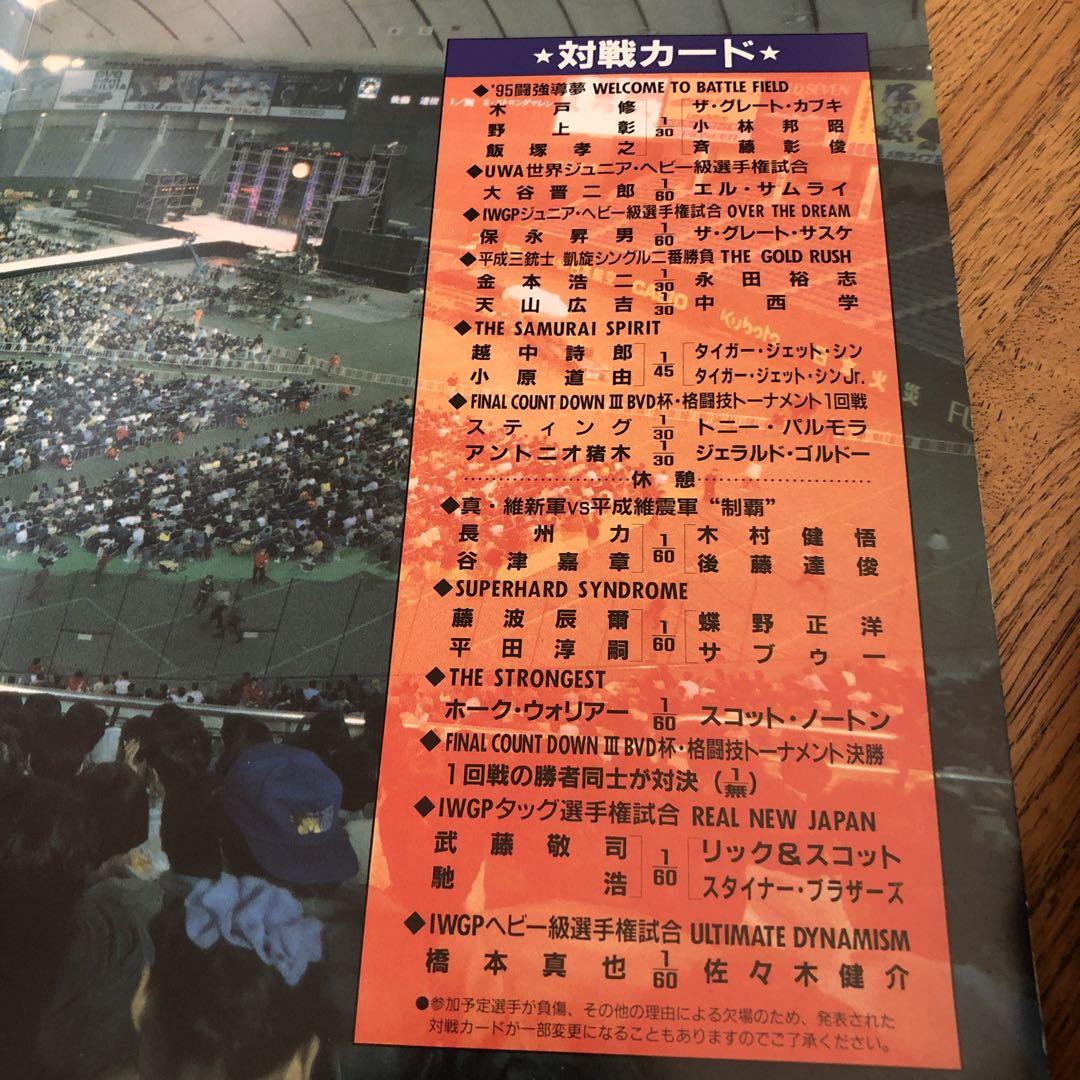 ★対戦カード★
◆'95闘強導夢 WELCOME TO BATTLE FIELD
木戸修 1/30 ザ・グレート・カブキ
野上彰 小林邦昭
飯塚孝之 斉藤彰俊
◆UWA世界ジュニア・ヘビー級選手権試合
大谷晋二郎 1/60 エル・サムライ
◆IWGPジュニア・ヘビー級選手権試合 OVER THE DREAM
保永昇男 1/60 ザ・グレート・サスケ
◆平成三銃士 凱旋シングル二番勝負 THE GOLD RUSH
金本浩二 1/30 永田裕志
天山広吉 1/30 中西学
◆THE SAMURAI SPIRIT
越中詩郎 1/45 タイガー・ジェット・シン
小原道由 タイガー・ジェット・シンJr.
◆FINAL COUNT DOWN III BVD杯・格闘技トーナメント1回戦
スティング 1/30 トニー・パルモラ
アントニオ猪木 1/30 ジェラルド・ゴルドー
休憩
◆真・維新軍vs平成維震軍 “制覇”
長州力 1/60 木村健悟
谷津嘉章 後藤達俊
◆SUPERHARD SYNDROME
藤波辰爾 1/60 蝶野正洋
平田淳嗣 サブゥー
◆THE STRONGEST
ホーク・ウォリアー 1/60 スコット・ノートン
◆FINAL COUNT DOWN III BVD杯・格闘技トーナメント決勝
1回戦の勝者同士が対決 (1/無)
◆IWGPタッグ選手権試合 REAL NEW JAPAN
武藤敬司 1/60 リック&スコット
馳浩 スタイナー・ブラザーズ
◆IWGPヘビー級選手権試合 ULTIMATE DYNAMISM
橋本真也 1/60 佐々木健介
●参加予定選手が負傷、その他の理由による欠場のため、発表された
対戦カードが一部変更になることもありますのでご了承ください。
Kubota
CASIO